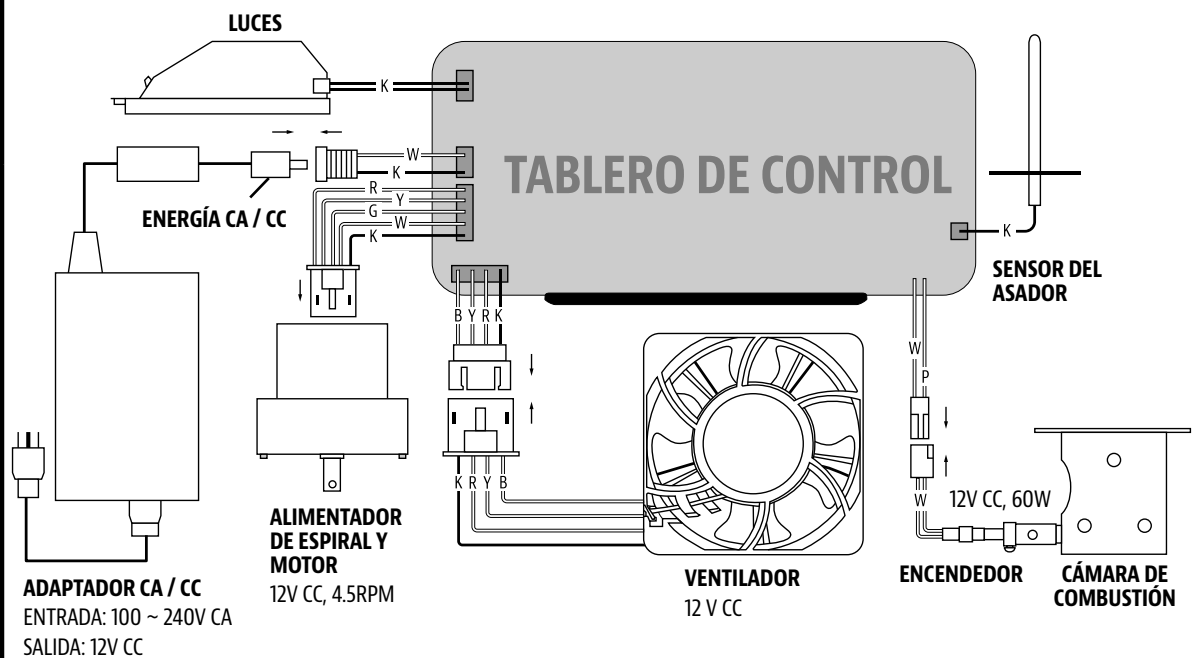 LUCES
K
TABLERO DE CONTROL
W
K
ENERGÍA CA / CC
R
Y
G
W
K
K
SENSOR DEL
ASADOR
B Y R K
W
P
K R Y B
W
12V CC, 60W
ALIMENTADOR
DE ESPIRAL Y
MOTOR
12V CC, 4.5RPM
VENTILADOR
12 V CC
ENCENDEDOR
CÁMARA DE
COMBUSTIÓN
ADAPTADOR CA / CC
ENTRADA: 100 ~ 240V CA
SALIDA: 12V CC